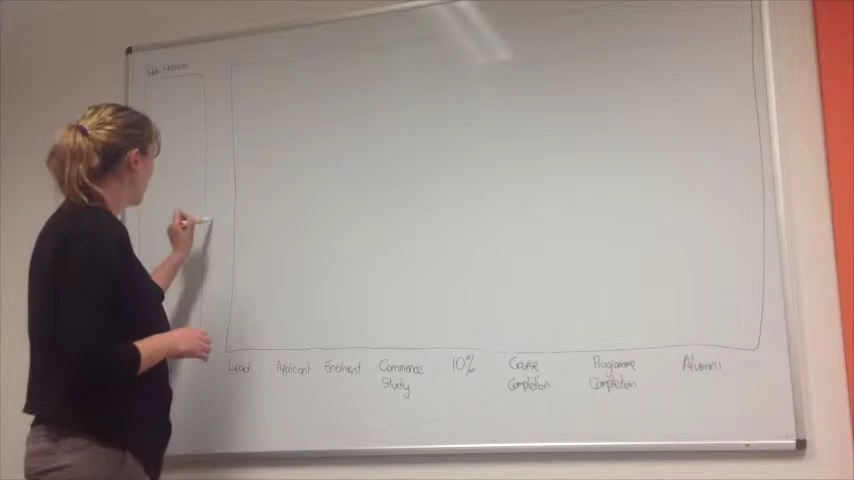 Lead
Applicant
Enrolment
Commence
Study
10%
Course
Completion
Programme
Completion
Alumni